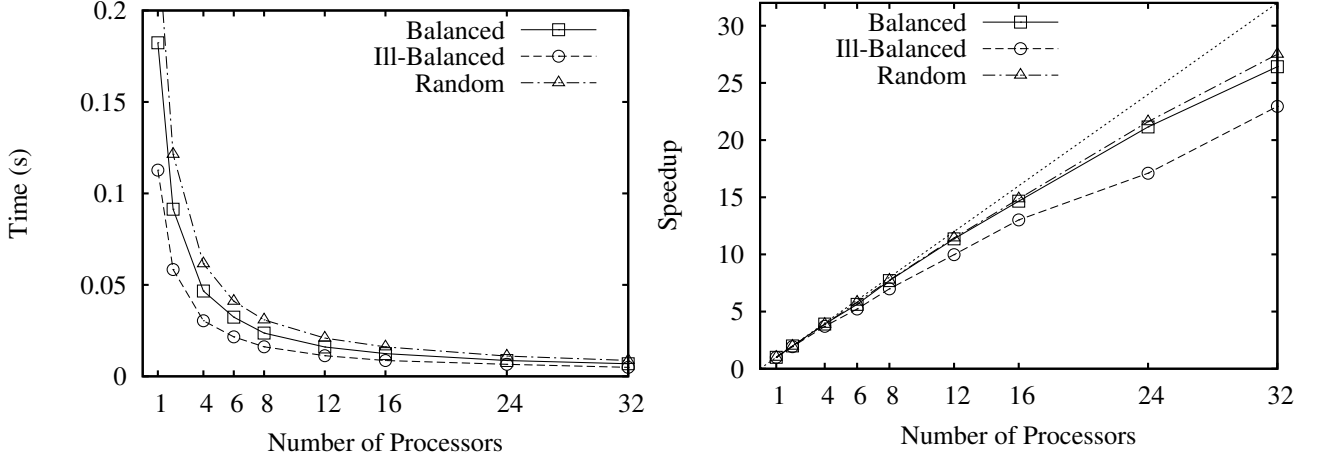 Time (s)
0.2
0.15
0.1
0.05
0
Balanced
Ill-Balanced
Random
1 4 6 8 12 16 24 32
Number of Processors
Speedup
30
25
20
15
10
5
0
Balanced
Ill-Balanced
Random
1 4 6 8 12 16 24 32
Number of Processors